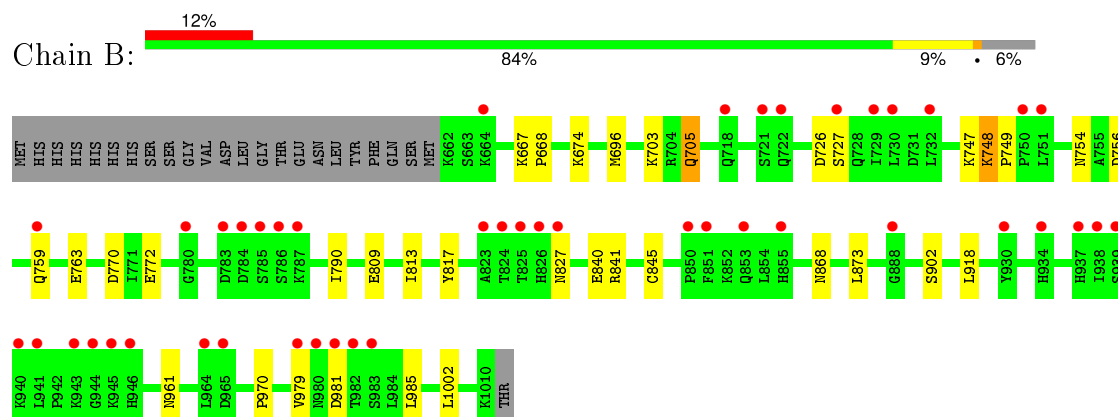 12%
Chain B:
84% 9% • 6%
MET HIS HIS HIS HIS HIS HIS SER SER GLY VAL ASP LEU GLY THR GLU ASN LEU TYR PHE GLN SER MET K662 S663 K664 K667 P668 K674 M696 K703 R704 Q705 Q718 S721 Q722 D726 S727 Q728 I729 L730 D731 L732 K747 K748 P749 P750 L751 N754 A755 D756
Q759 E763 D770 I771 E772 G780 D783 D784 S785 S786 K787 I790 E809 I813 Y817 A823 T824 T825 H826 N827 E840 R841 C845 P850 F851 K852 Q853 L854 H855 N868 L873 G888 S902 L918 Y930 H934 H937 I938 S939
K940 L941 P942 K943 G944 K945 H946 N961 L964 D965 P970 V979 N980 D981 T982 S983 L984 L985 L1002 K1010 THR